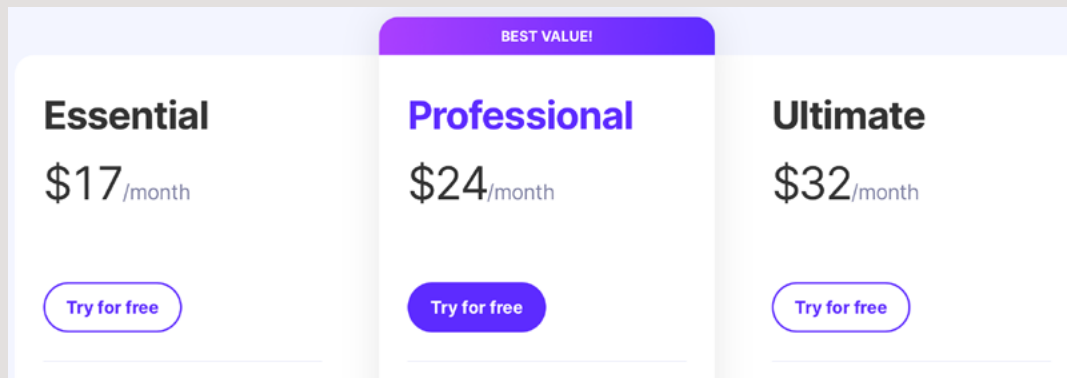 BEST VALUE!
Essential
Professional
Ultimate
$17/month
$24/month
$32/month
Try for free
Try for free
Try for free